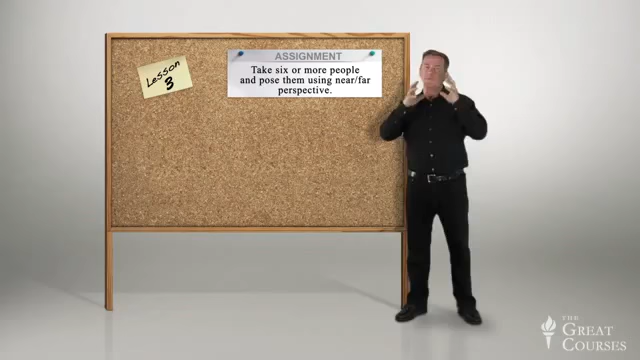 Lesson
3
ASSIGNMENT
Take six or more people
and pose them using near/far
perspective.
THE
GREAT
COURSES